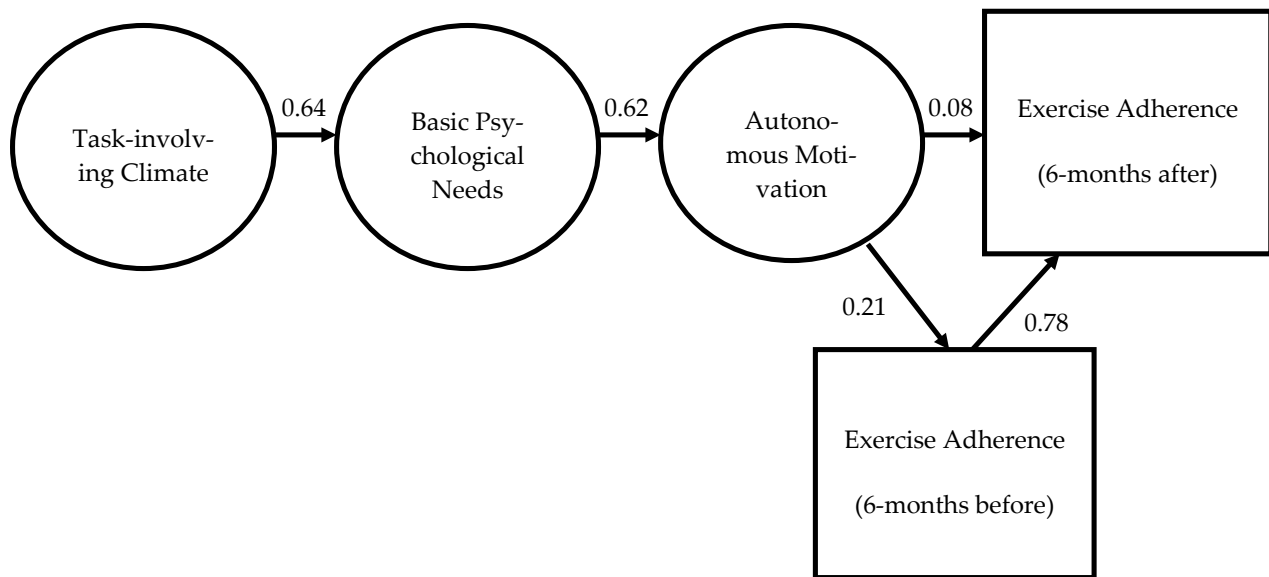 0.64
0.62
0.08
Task-involv-
ing Climate
Basic Psy-
chological
Needs
Autono-
mous Moti-
vation
Exercise Adherence
(6-months after)
0.21
0.78
Exercise Adherence
(6-months before)